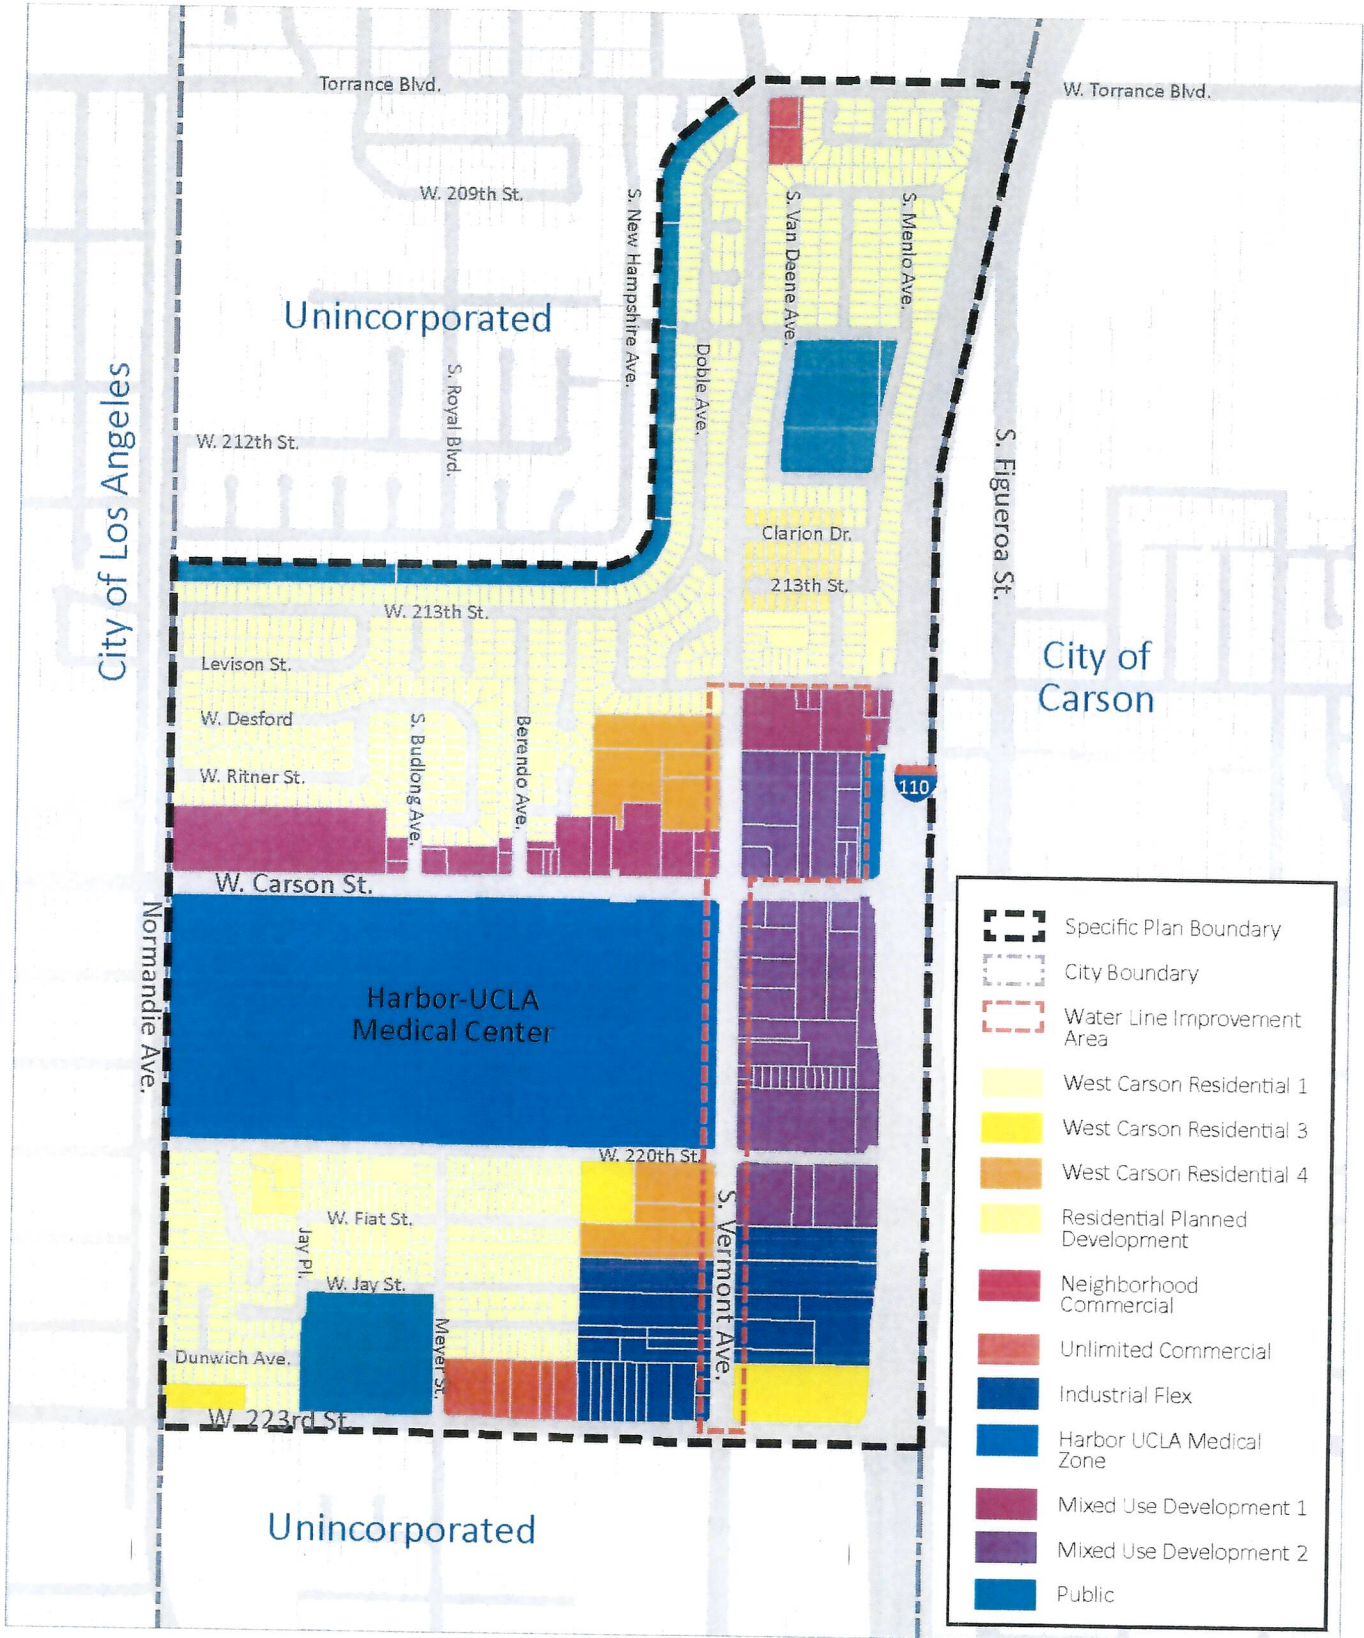 Torrance Blvd.
W. Torrance Blvd.
W. 209th St.
S. New Hampshire Ave.
S. Van Deene Ave.
S. Menlo Ave.
Unincorporated
Doble Ave.
S. Royal Blvd.
W. 212th St.
City of Los Angeles
S. Figueroa St.
Clarion Dr.
213th St.
W. 213th St.
Levison St.
City of
Carson
W. Desford
S. Budlong Ave.
Berendo Ave.
W. Ritner St.
110
W. Carson St.
Normandie Ave.
Harbor-UCLA
Medical Center
W. 220th St.
S. Vermont Ave.
W. Fiat St.
Jay Pl.
W. Jay St.
Meyer St.
Dunwich Ave.
W. 223rd St.
Unincorporated
Specific Plan Boundary
City Boundary
Water Line Improvement
Area
West Carson Residential 1
West Carson Residential 3
West Carson Residential 4
Residential Planned
Development
Neighborhood
Commercial
Unlimited Commercial
Industrial Flex
Harbor UCLA Medical
Zone
Mixed Use Development 1
Mixed Use Development 2
Public